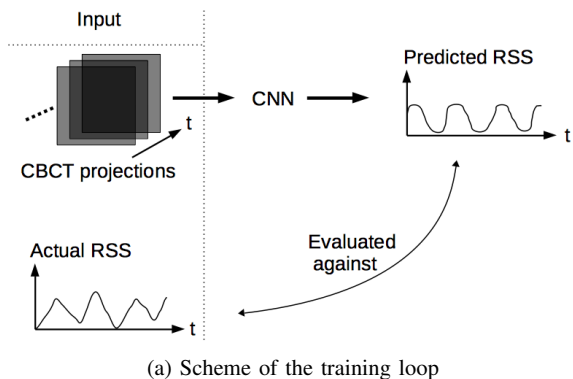 Input
t
CBCT projections
CNN
Predicted RSS
t
Evaluated
against
Actual RSS
t
(a) Scheme of the training loop